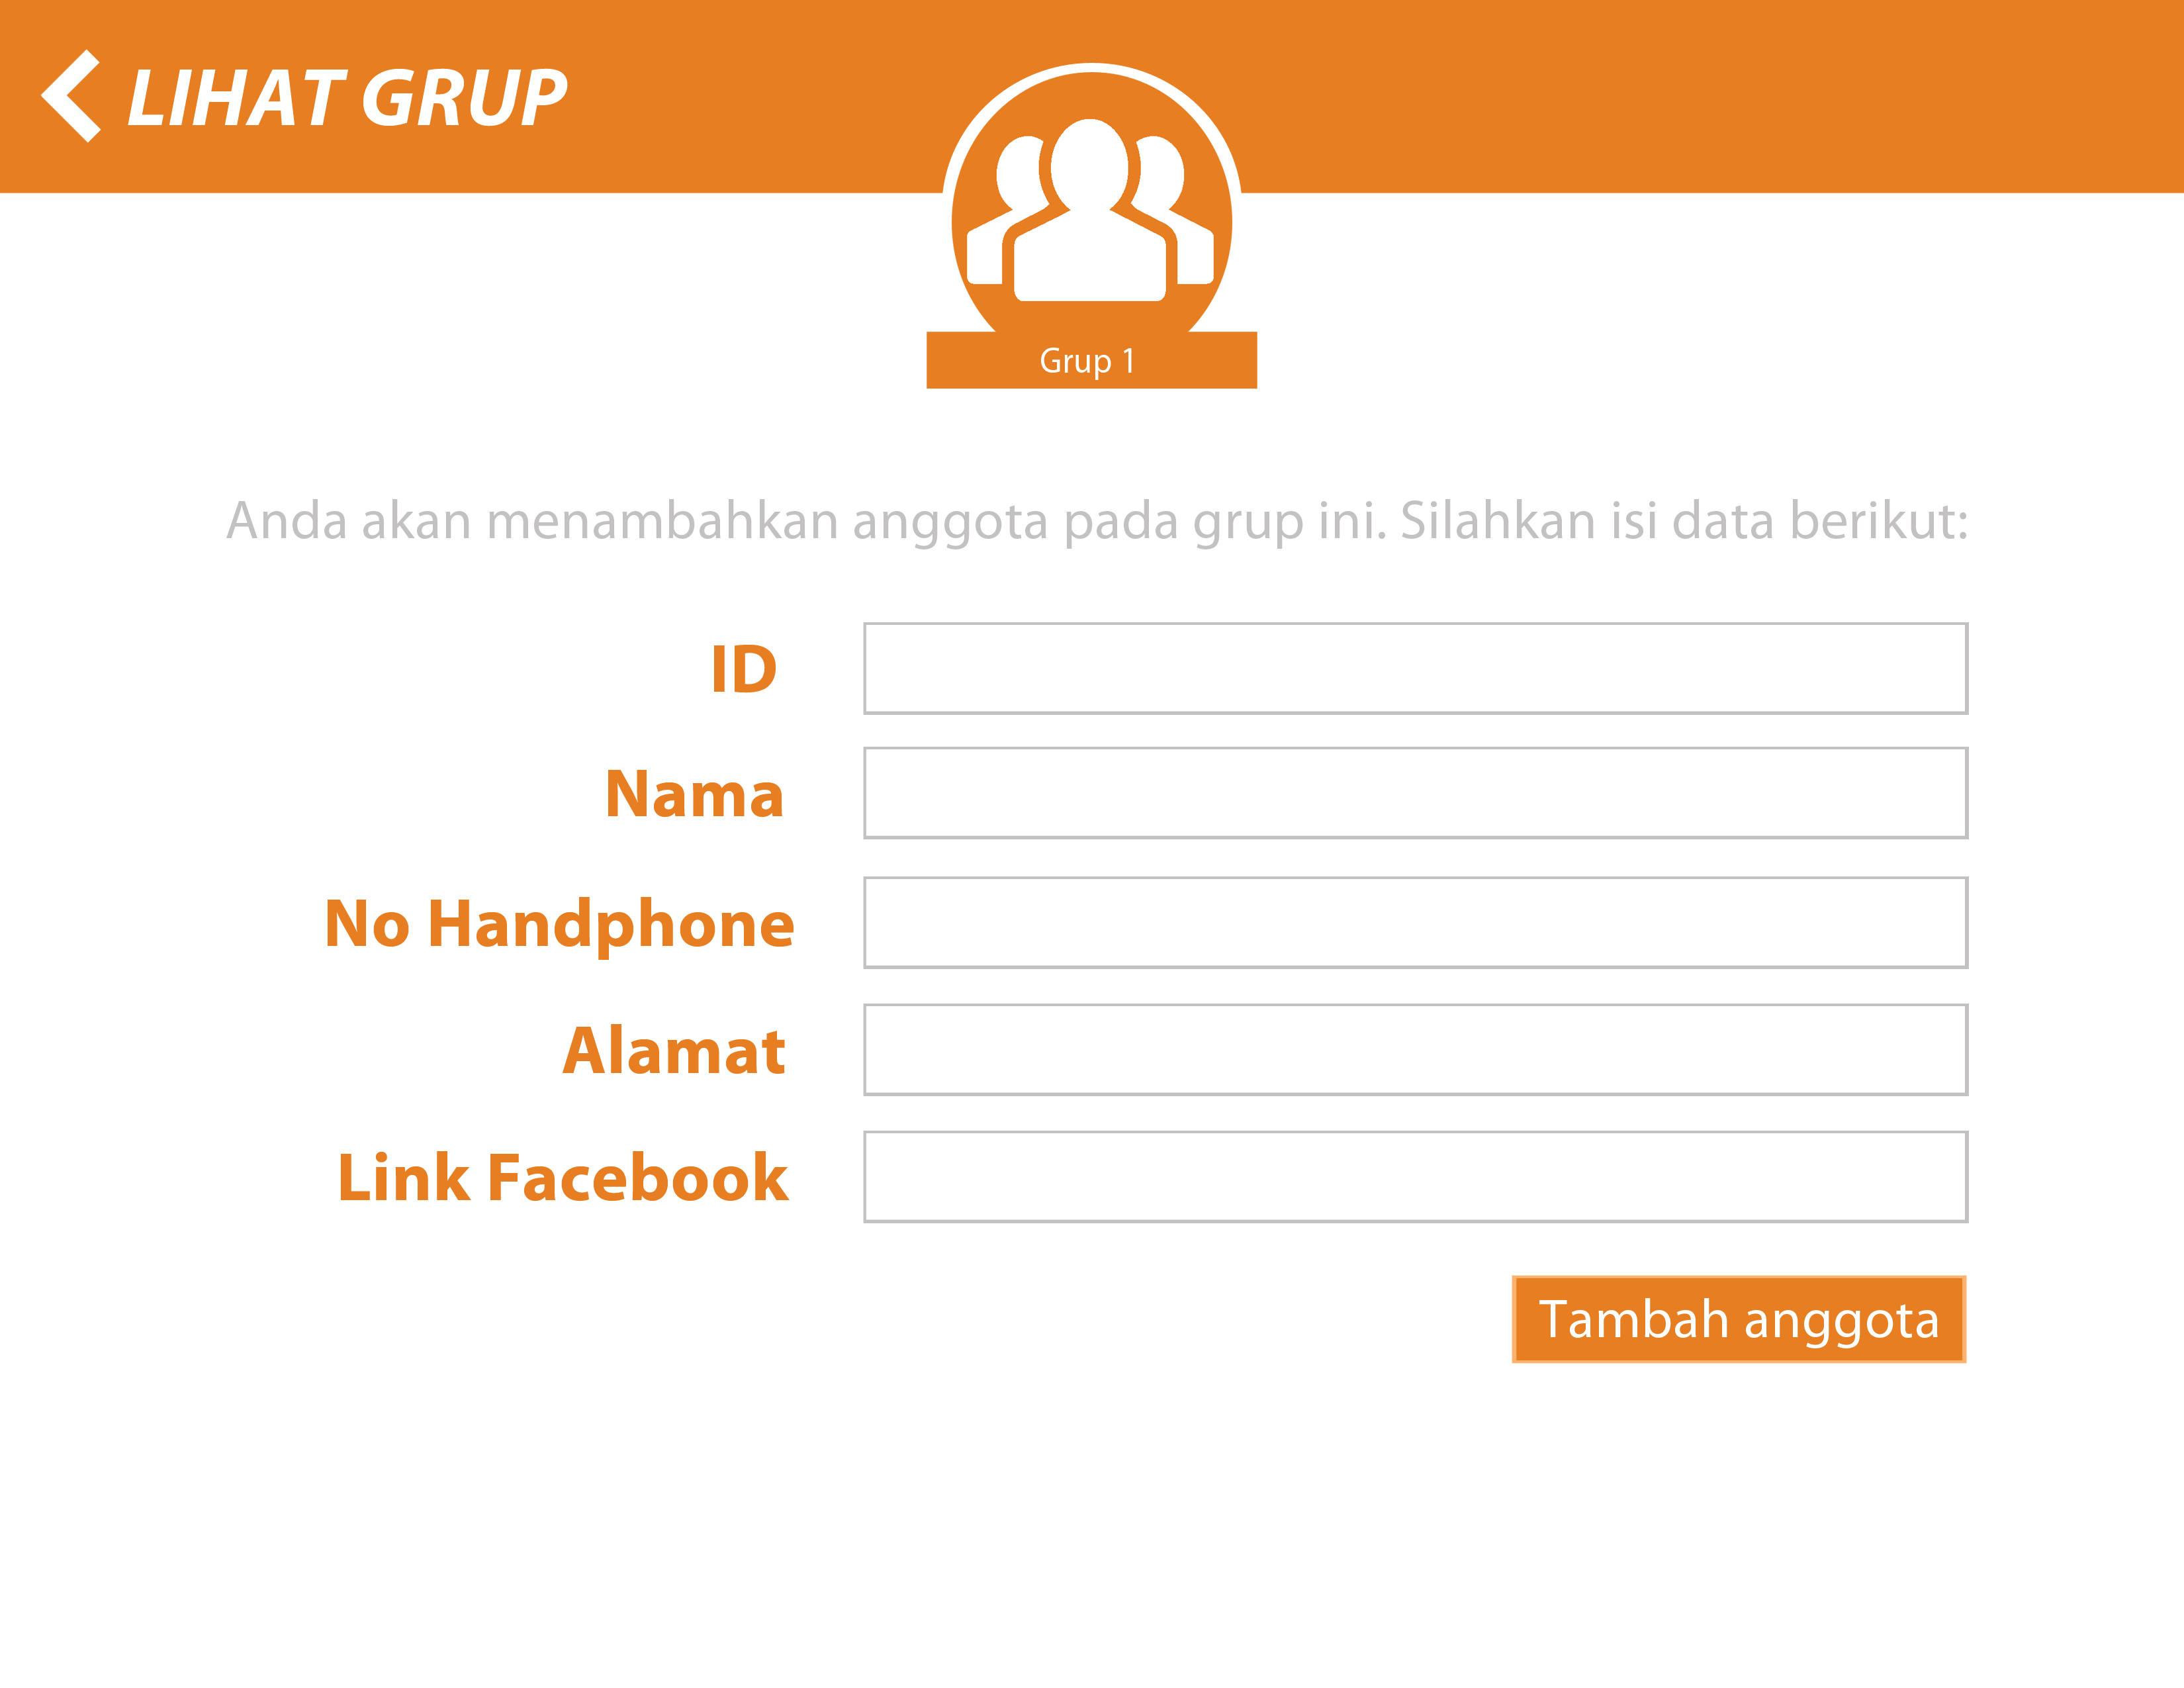 LIHAT GRUP
Grup 1
Anda akan menambahkan anggota pada grup ini. Silahkan isi data berikut:
ID
Nama
No Handphone
Alamat
Link Facebook
Tambah anggota